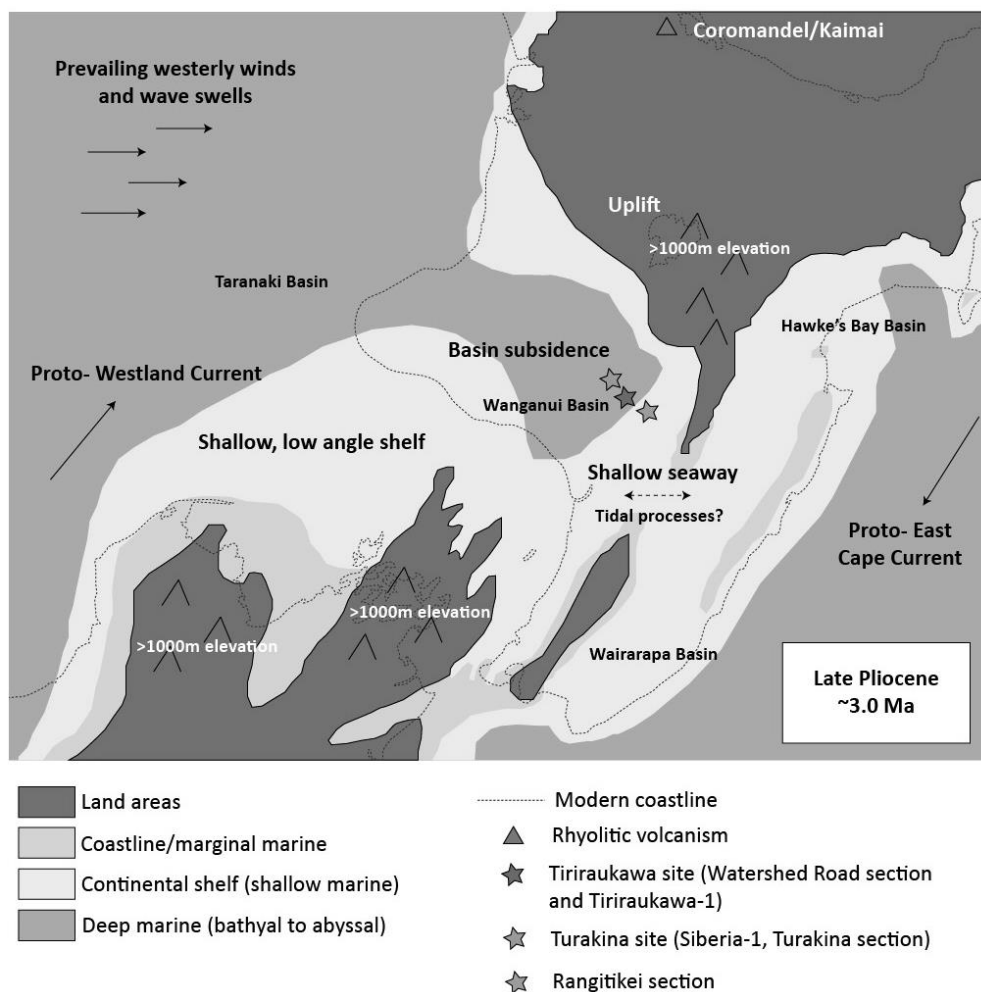 Coromandel/Kaimai
Prevailing westerly winds
and wave swells
Uplift
>1000m elevation
Taranaki Basin
Hawke's Bay Basin
Basin subsidence
Proto- Westland Current
Wanganui Basin
Shallow, low angle shelf
Shallow seaway
Tidal processes?
Proto- East
Cape Current
>1000m elevation
>1000m elevation
Wairarapa Basin
Late Pliocene
~3.0 Ma
Land areas
Coastline/marginal marine
Continental shelf (shallow marine)
Deep marine (bathyal to abyssal)
Modern coastline
Rhyolitic volcanism
Tiriraukawa site (Watershed Road section
and Tiriraukawa-1)
Turakina site (Siberia-1, Turakina section)
Rangitikei section